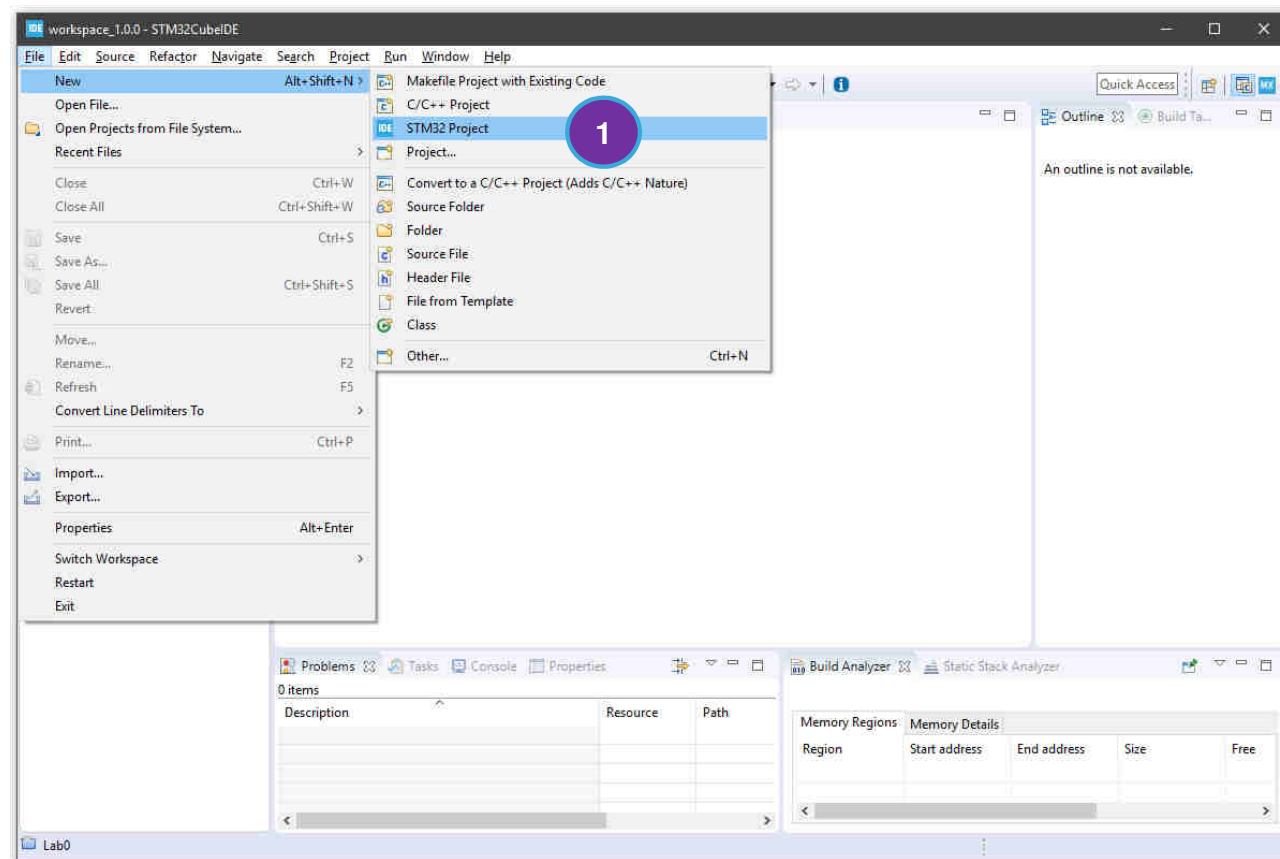 IDE workspace_1.0.0 - STM32CubeIDE
File Edit Source Refactor Navigate Search Project Run Window Help
New Alt+Shift+N >
Open File...
Open Projects from File System...
Recent Files >
Close Ctrl+W
Close All Ctrl+Shift+W
Save Ctrl+S
Save As...
Save All Ctrl+Shift+S
Revert
Move...
Rename... F2
Refresh F5
Convert Line Delimiters To >
Print... Ctrl+P
Import...
Export...
Properties Alt+Enter
Switch Workspace >
Restart
Exit
Makefile Project with Existing Code
C/C++ Project
IDE STM32 Project
1
Project...
Convert to a C/C++ Project (Adds C/C++ Nature)
Source Folder
Folder
Source File
Header File
File from Template
Class
Other... Ctrl+N
Quick Access
MX
Outline Build Ta...
An outline is not available.
Problems Tasks Console Properties
0 items
Description Resource Path
Build Analyzer Static Stack Analyzer
Memory Regions Memory Details
Region Start address End address Size Free
Lab0